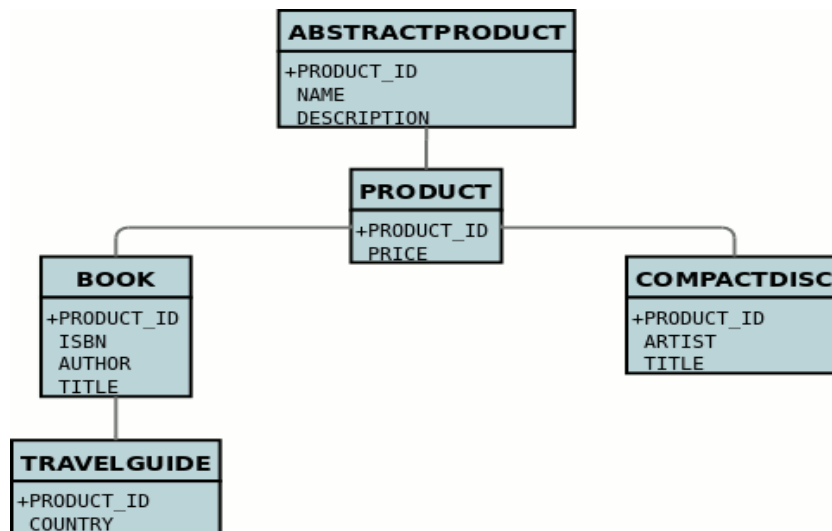 ABSTRACTPRODUCT
+PRODUCT_ID
NAME
DESCRIPTION
PRODUCT
+PRODUCT_ID
PRICE
BOOK
+PRODUCT_ID
ISBN
AUTHOR
TITLE
COMPACTDISC
+PRODUCT_ID
ARTIST
TITLE
TRAVELGUIDE
+PRODUCT_ID
COUNTRY